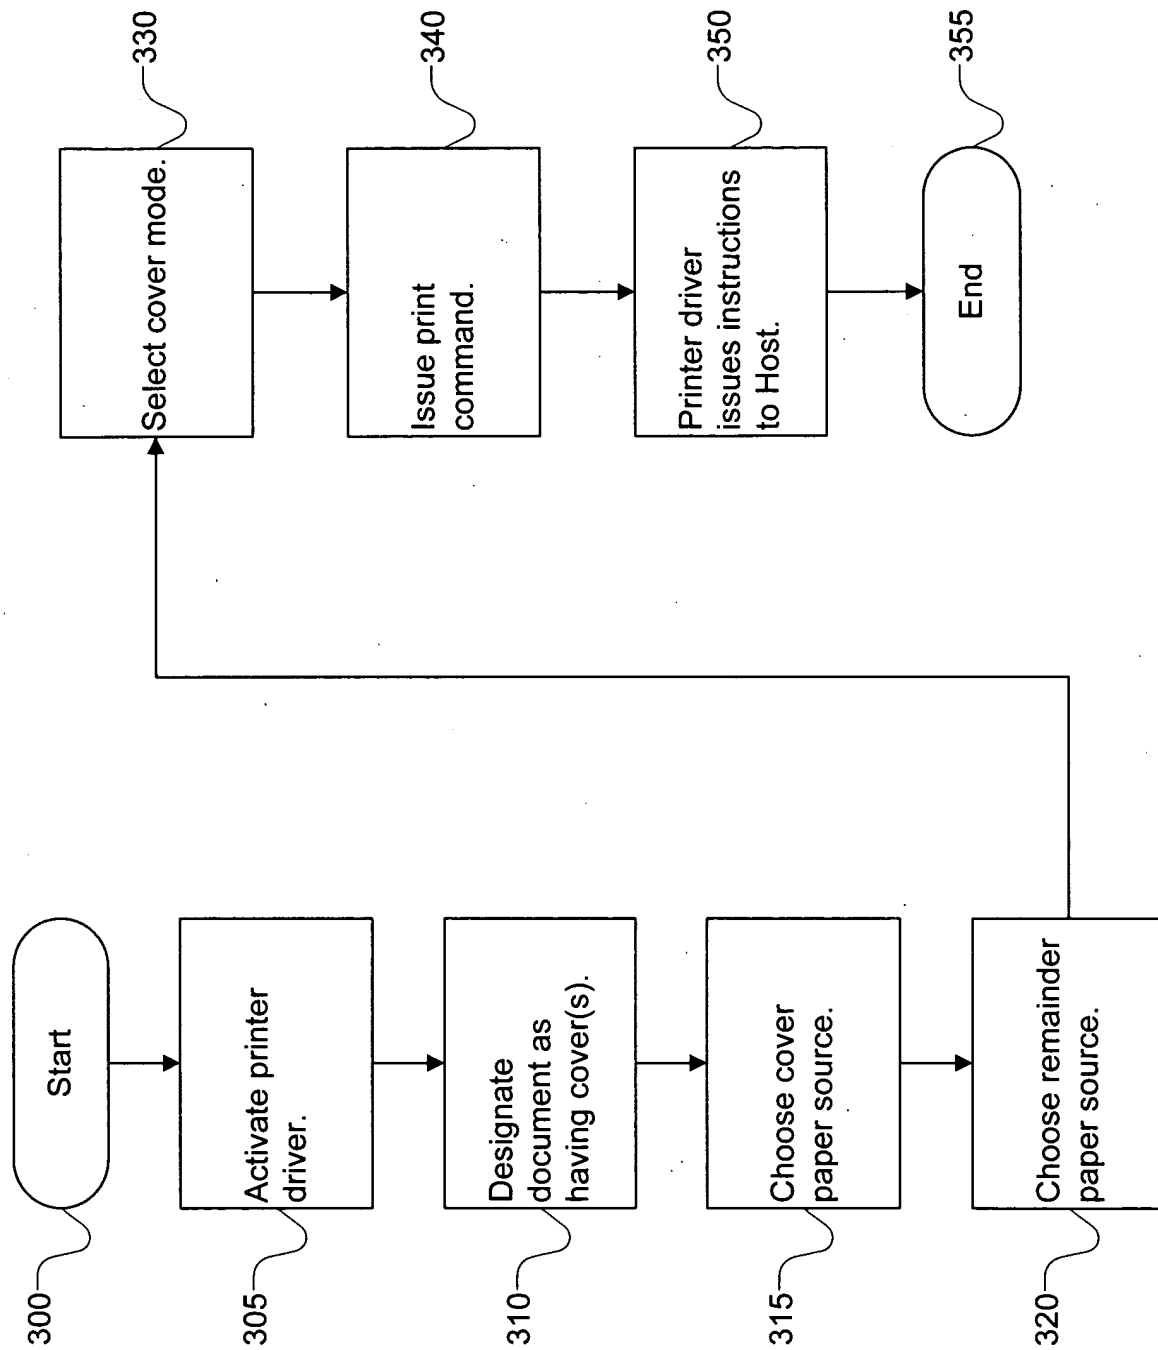 300
Start
305
Activate printer
driver.
310
Designate
document as
having cover(s).
315
Choose cover
paper source.
320
Choose remainder
paper source.
330
Select cover mode.
340
Issue print
command.
350
Printer driver
issues instructions
to Host.
355
End